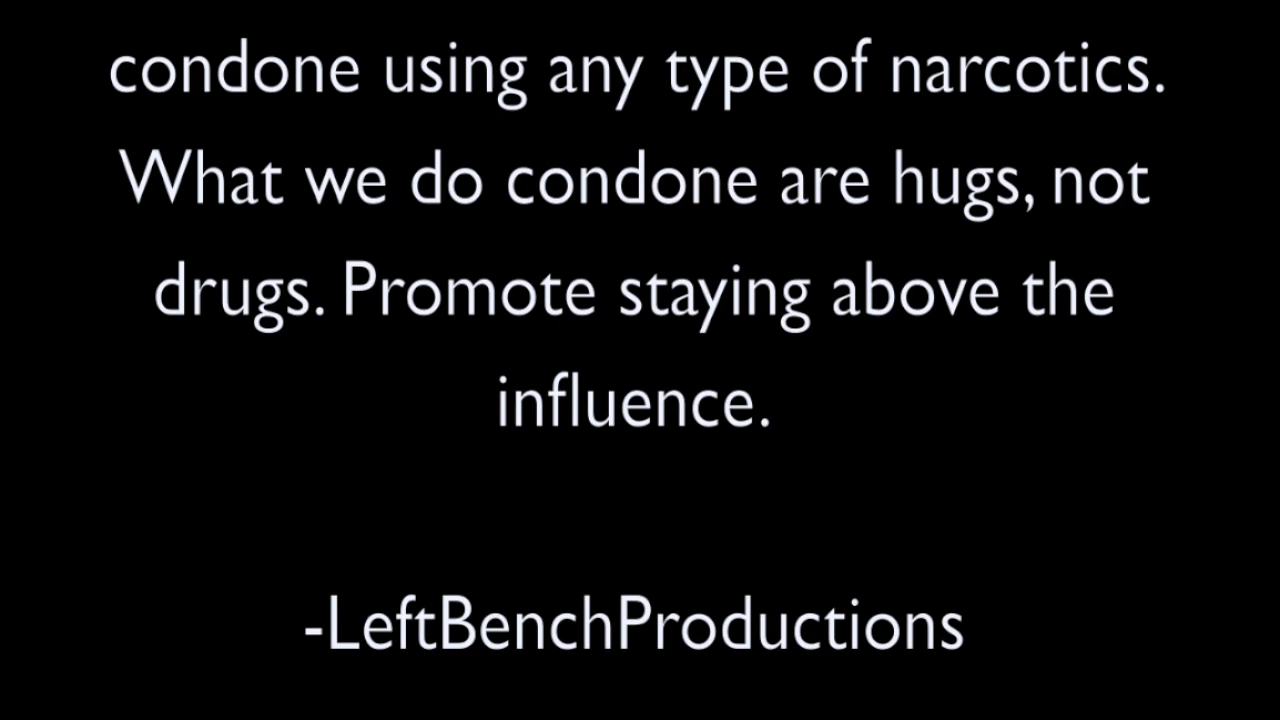 condone using any type of narcotics.
What we do condone are hugs, not
drugs. Promote staying above the
influence.
-LeftBenchProductions